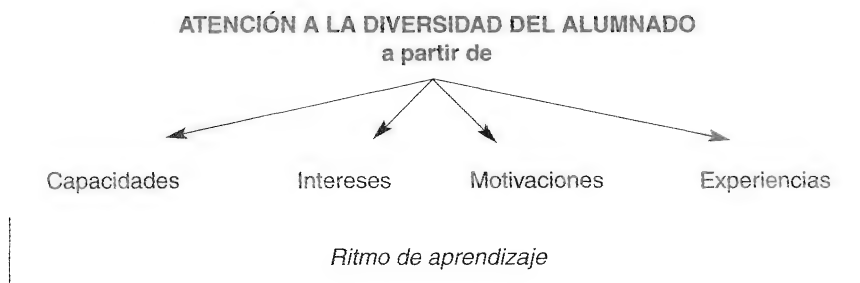 ATENCIÓN A LA DIVERSIDAD DEL ALUMNADO
a partir de
Capacidades Intereses Motivaciones Experiencias
Ritmo de aprendizaje